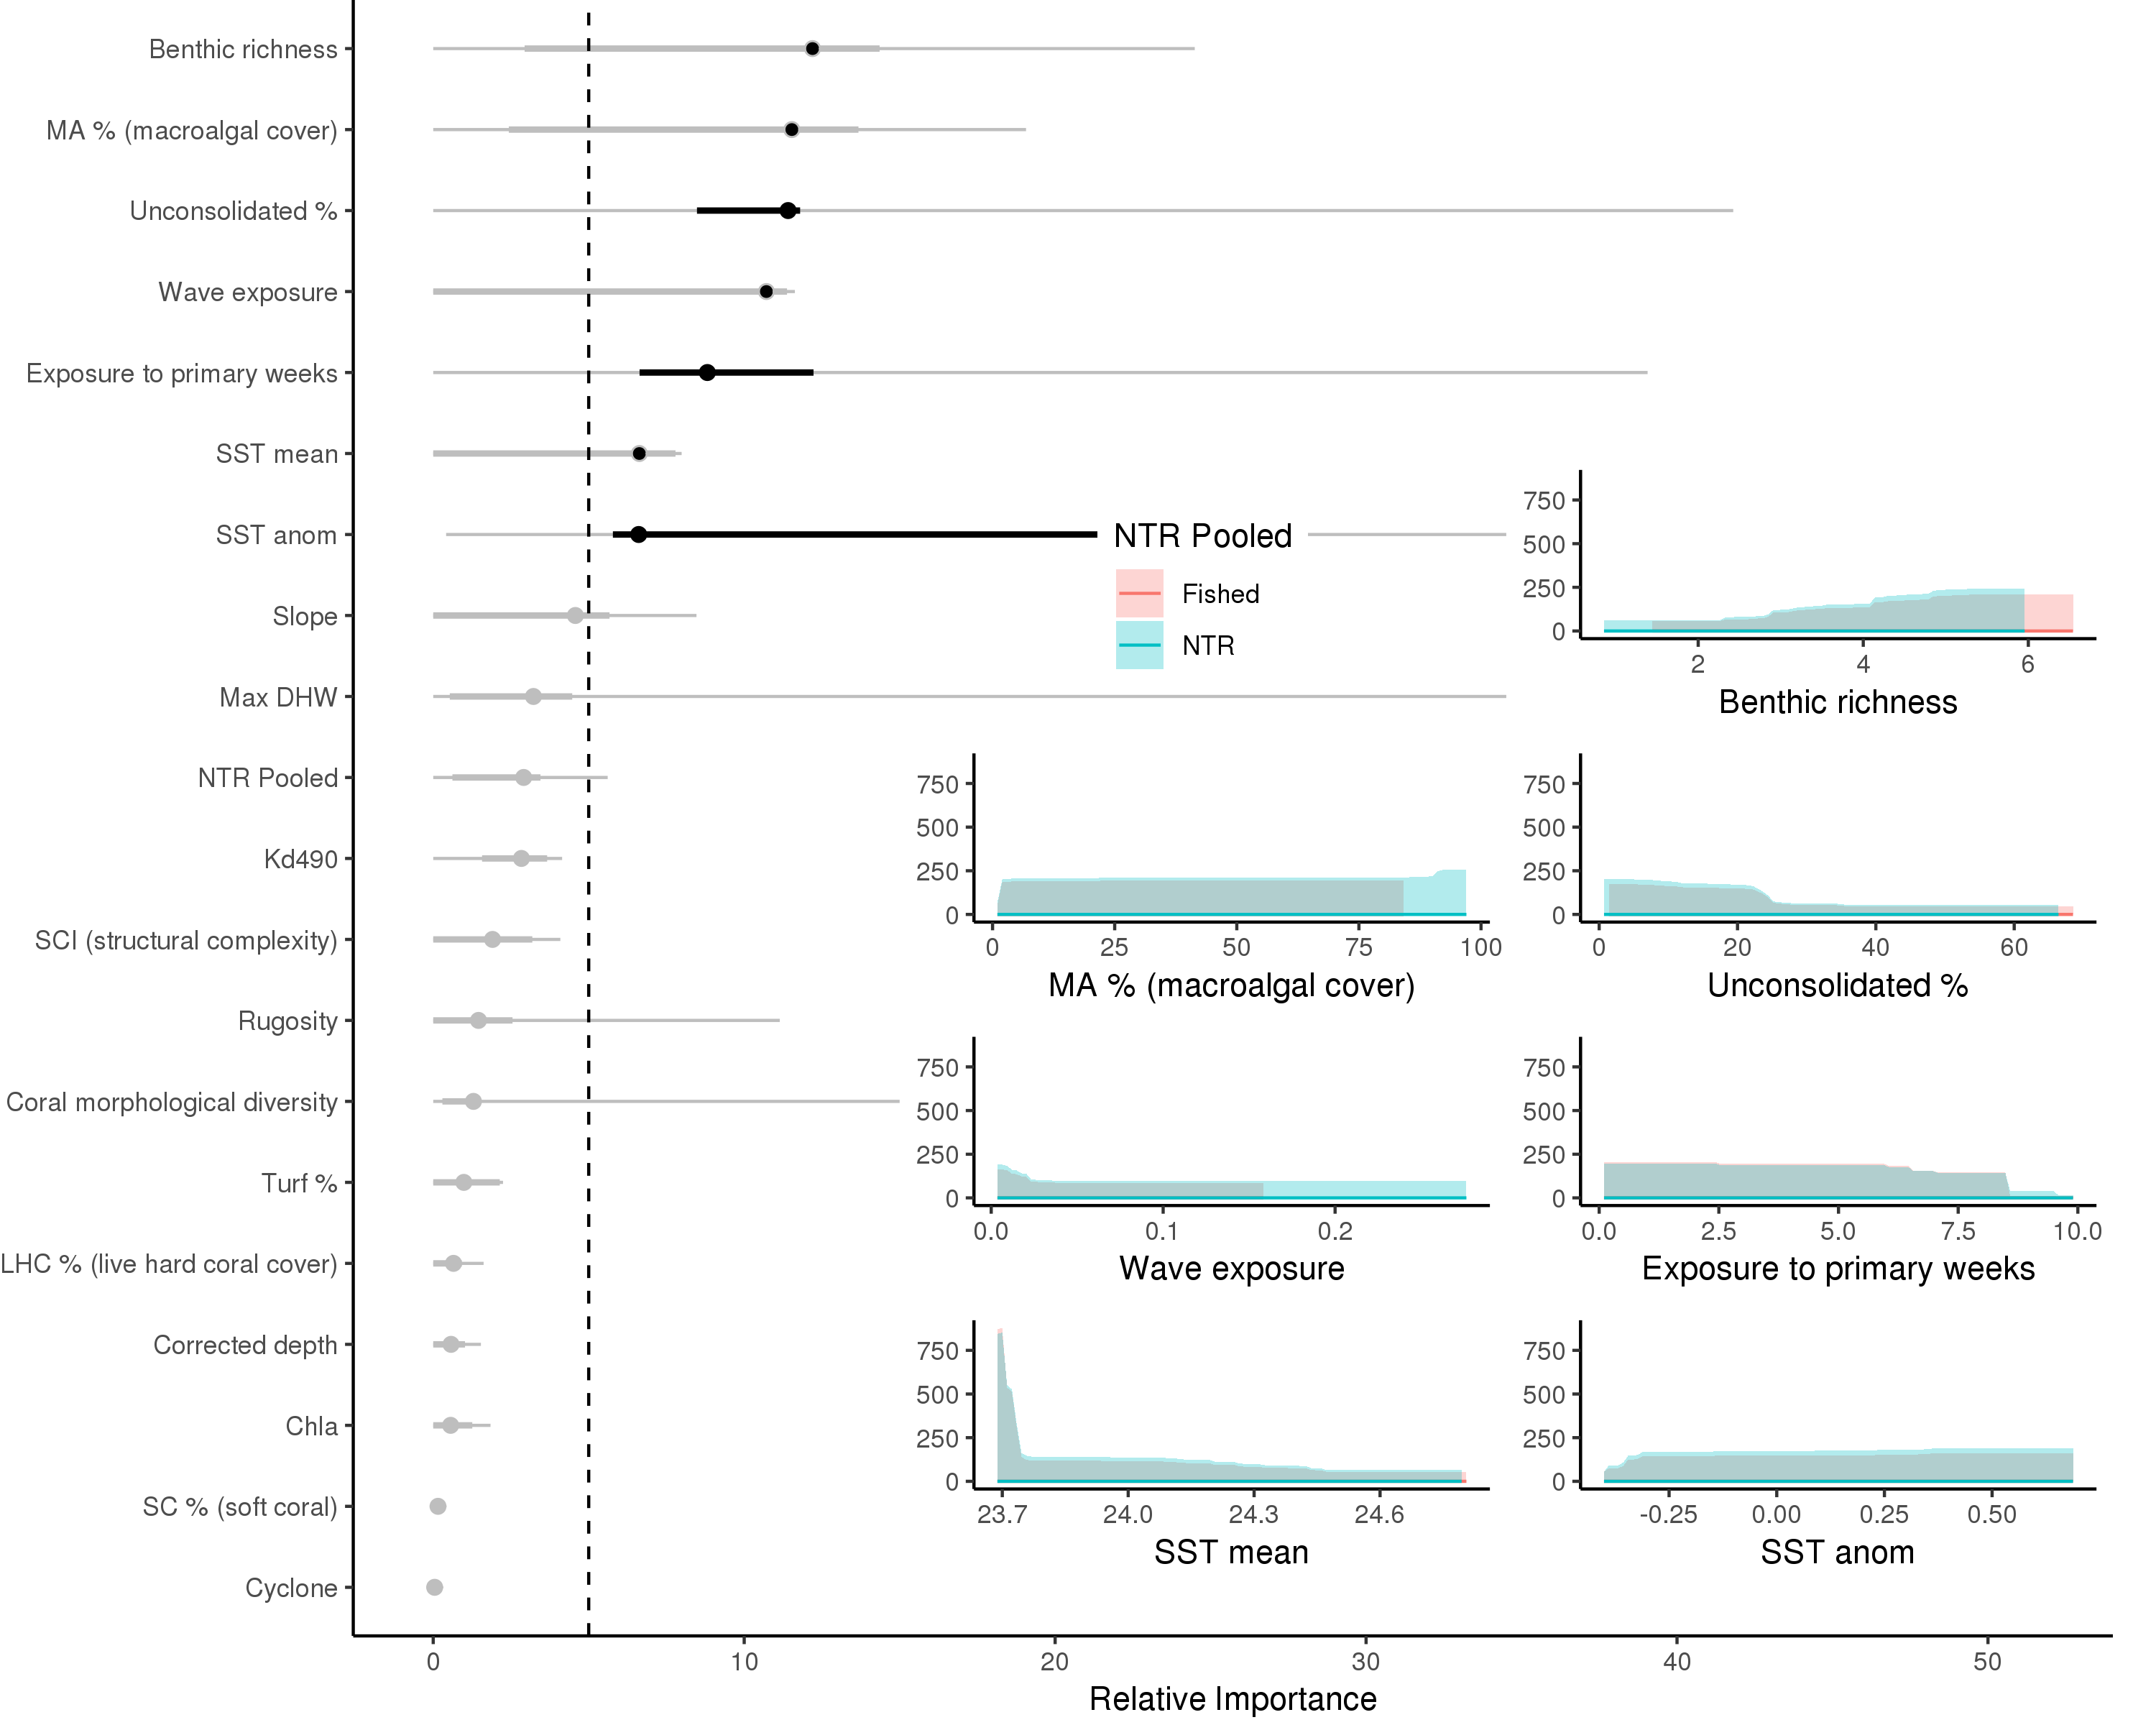 Benthic richness
MA % (macroalgal cover)
Unconsolidated %
Wave exposure
Exposure to primary weeks
SST mean
SST anom
Slope
Max DHW
NTR Pooled
Kd490
SCI (structural complexity)
Rugosity
Coral morphological diversity
Turf %
LHC % (live hard coral cover)
Corrected depth
Chla
SC % (soft coral)
Cyclone
0 10 20 30 40 50
Relative Importance
NTR Pooled
Fished
NTR
750
500
250
0
2 4 6
Benthic richness
750
500
250
0
0 25 50 75 100
MA % (macroalgal cover)
750
500
250
0
0 20 40 60
Unconsolidated %
750
500
250
0
0.0 0.1 0.2
Wave exposure
750
500
250
0
0.0 2.5 5.0 7.5 10.0
Exposure to primary weeks
750
500
250
0
23.7 24.0 24.3 24.6
SST mean
750
500
250
0
-0.25 0.00 0.25 0.50
SST anom